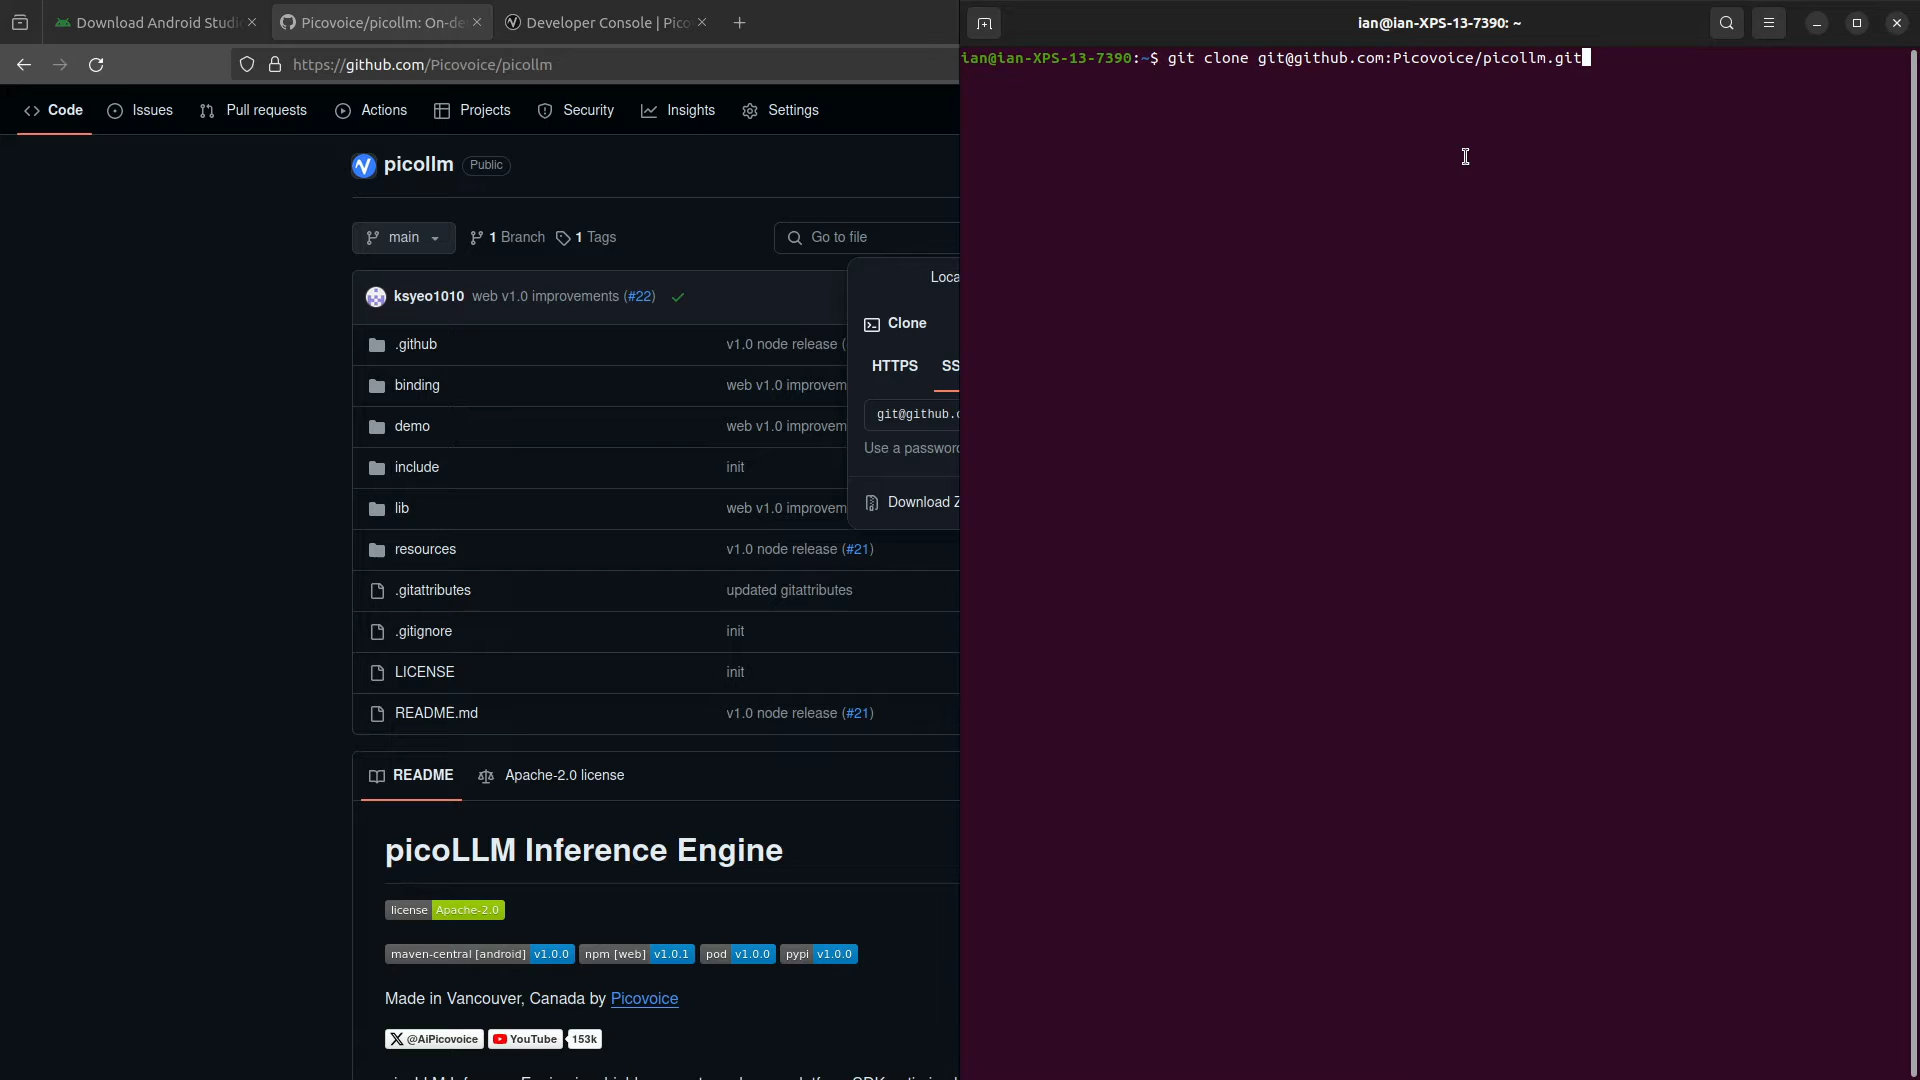 Download Android Studi
Picovoice/picollm: On-de
Developer Console | Pico
ian@ian-XPS-13-7390: ~
https://github.com/Picovoice/picollm
ian@ian-XPS-13-7390:~$ git clone git@github.com:Picovoice/picollm.git
Code
Issues
Pull requests
Actions
Projects
Security
Insights
Settings
picollm Public
main
1 Branch
1 Tags
Go to file
Loca
ksyeo1010 web v1.0 improvements (#22)
Clone
.github v1.0 node release (
HTTPS SS
binding web v1.0 improvem
git@github.c
demo web v1.0 improvem
Use a password
include init
lib web v1.0 improvem
Download Z
resources v1.0 node release (#21)
.gitattributes updated gitattributes
.gitignore init
LICENSE init
README.md v1.0 node release (#21)
README
Apache-2.0 license
picoLLM Inference Engine
license Apache-2.0
maven-central [android] v1.0.0 npm [web] v1.0.1 pod v1.0.0 pypi v1.0.0
Made in Vancouver, Canada by Picovoice
@AiPicovoice YouTube 153k